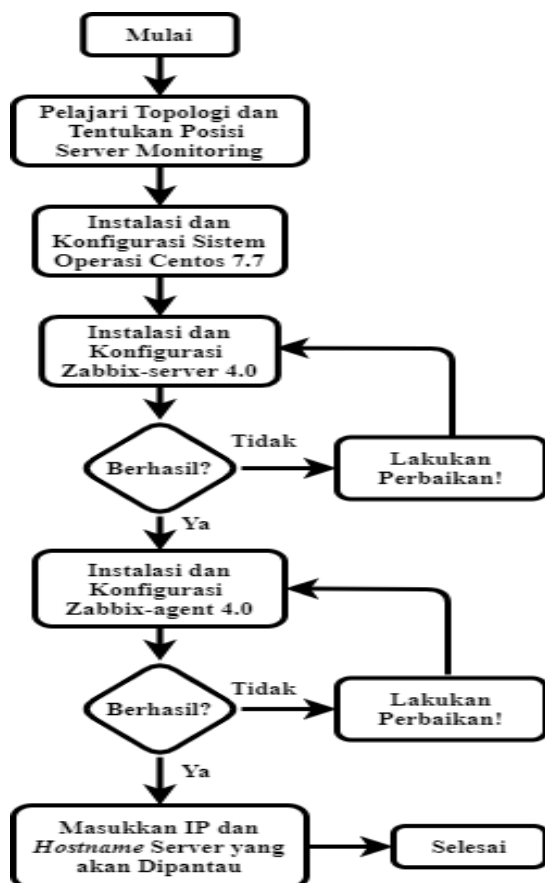 Mulai
Pelajari Topologi dan
Tentukan Posisi
Server Monitoring
Instalasi dan
Konfigurasi Sistem
Operasi Centos 7.7
Instalasi dan
Konfigurasi
Zabbix-server 4.0
Berhasil?
Tidak
Lakukan
Perbaikan!
Ya
Instalasi dan
Konfigurasi
Zabbix-agent 4.0
Berhasil?
Tidak
Lakukan
Perbaikan!
Ya
Masukkan IP dan
Hostname Server yang
akan Dipantau
Selesai